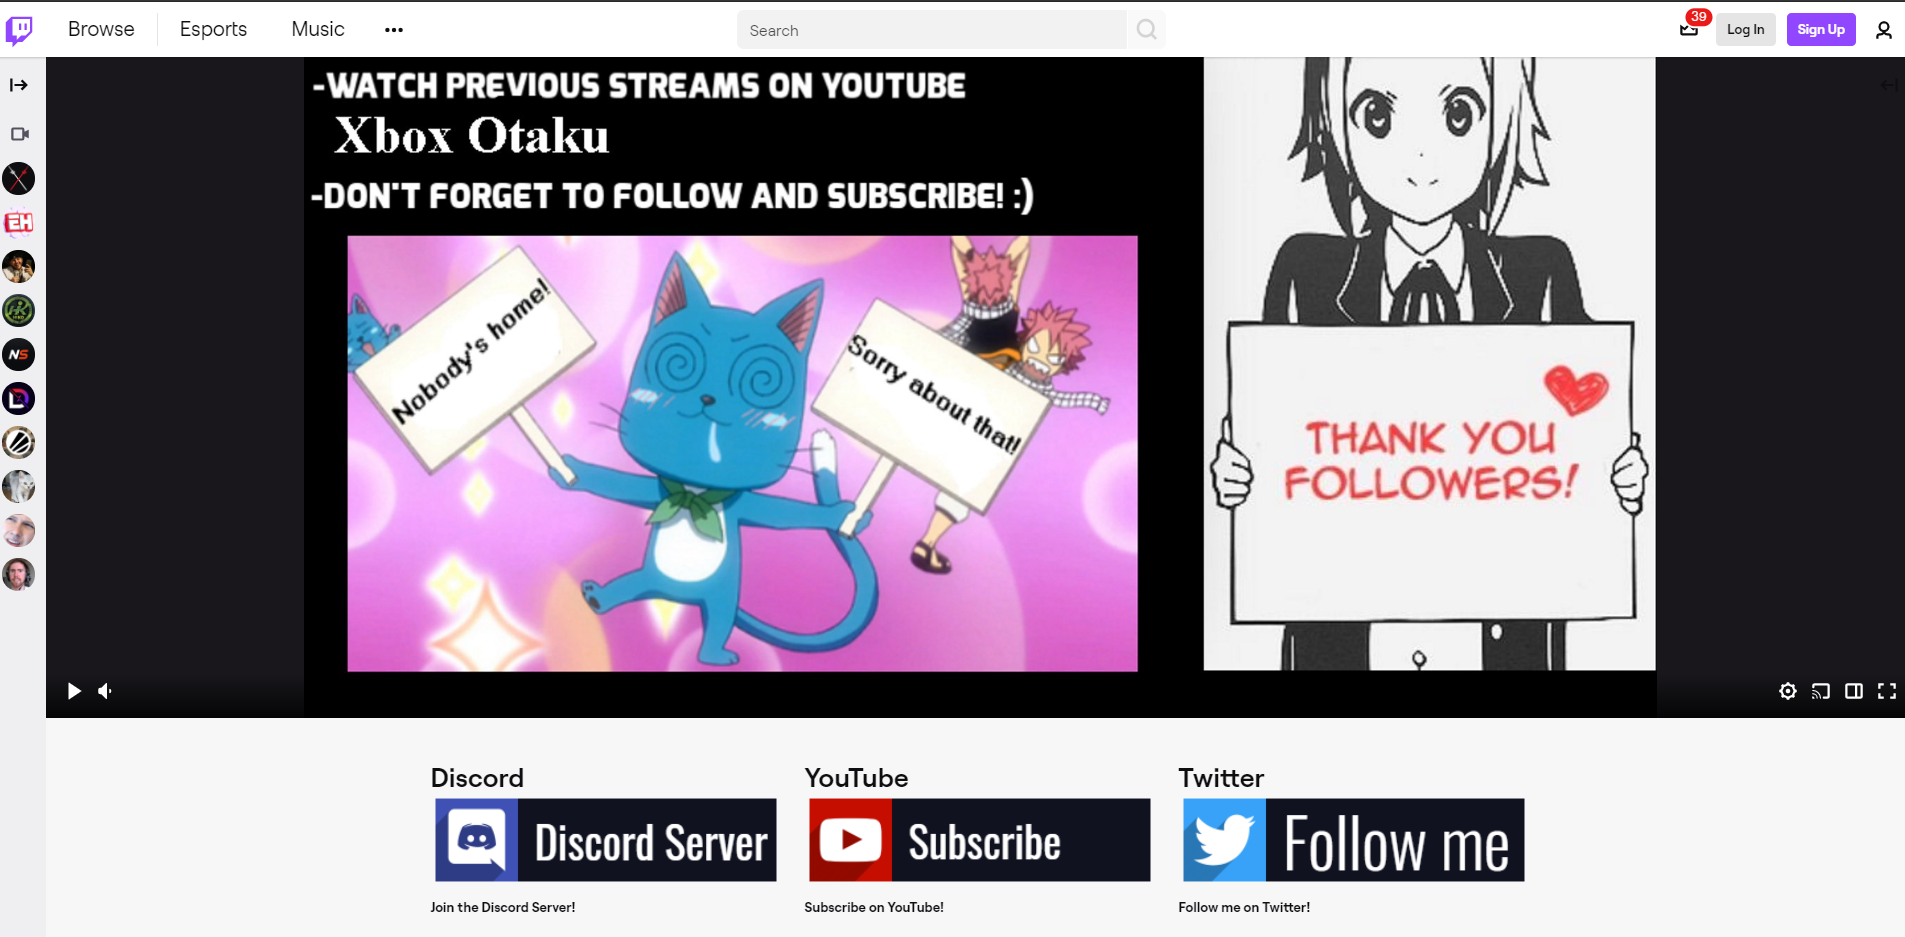 Browse
Esports
Music
Search
39
Log In
Sign Up
-WATCH PREVIOUS STREAMS ON YOUTUBE
Xbox Otaku
-DON'T FORGET TO FOLLOW AND SUBSCRIBE! :)
Nobody's home!
Sorry about that!
THANK YOU
FOLLOWERS!
EH
NS
Discord
YouTube
Twitter
Discord Server
Subscribe
Follow me
Join the Discord Server!
Subscribe on YouTube!
Follow me on Twitter!